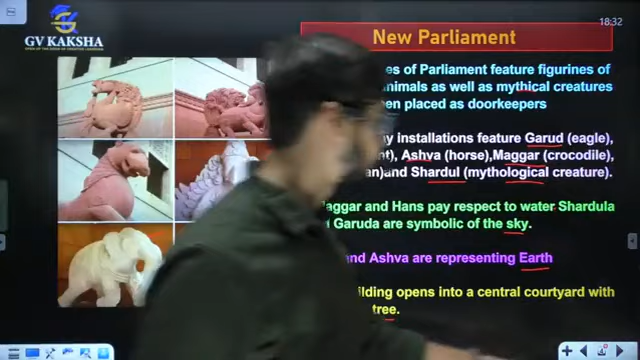 18:32
GV KAKSHA
New Parliament
es of Parliament feature figurines of
nimals as well as mythical creatures
en placed as doorkeepers
y installations feature Garud (eagle),
nt), Ashva (horse),Maggar (crocodile),
an)and Shardul (mythological creature).
aggar and Hans pay respect to water Shardula
Garuda are symbolic of the sky.
nd Ashva are representing Earth
ilding opens into a central courtyard with
tree.